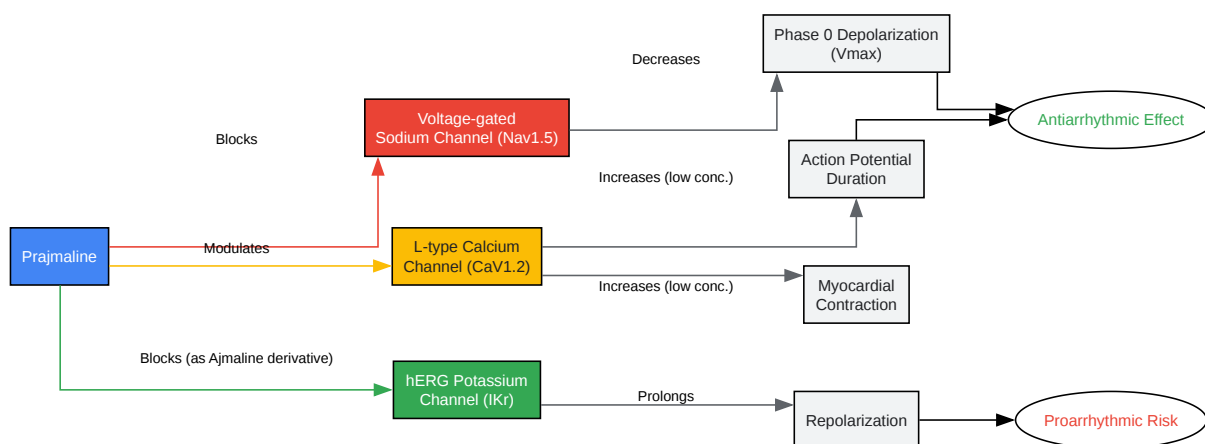 Phase 0 Depolarization
(Vmax)
Decreases
Voltage-gated
Sodium Channel (Nav1.5)
Antiarrhythmic Effect
Blocks
Action Potential
Duration
Increases (low conc.)
Prajmaline
Modulates
L-type Calcium
Channel (CaV1.2)
Increases (low conc.)
Myocardial
Contraction
Blocks (as Ajmaline derivative)
hERG Potassium
Channel (IKr)
Prolongs
Repolarization
Proarrhythmic Risk